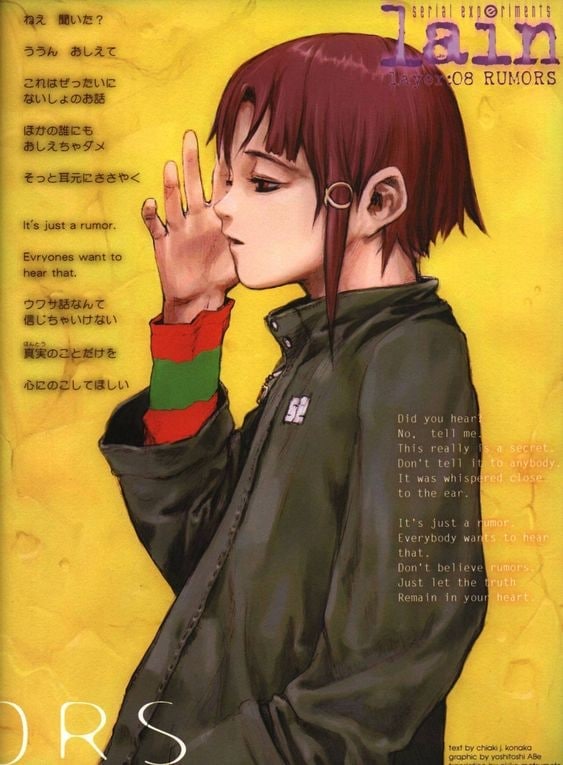 serial experiments
lain
layer:08 RUMORS
ねえ 聞いた?
ううん おしえて
これはぜったいに
ないしょのお話
ほかの誰にも
おしえちゃダメ
そっと耳元にささやく
It's just a rumor.
Evryones want to
hear that.
ウワサ話なんて
信じちゃいけない
ほんとう
真実のことだけを
心にのこしてほしい
Did you hear?
No, tell me.
This really is a secret.
Don't tell it to anybody.
It was whispered close
to the ear.
It's just a rumor.
Everybody wants to hear
that.
Don't believe rumors.
Just let the truth
Remain in your heart.
ORS
text by chiaki j. konaka
graphic by yoshitoshi ABe